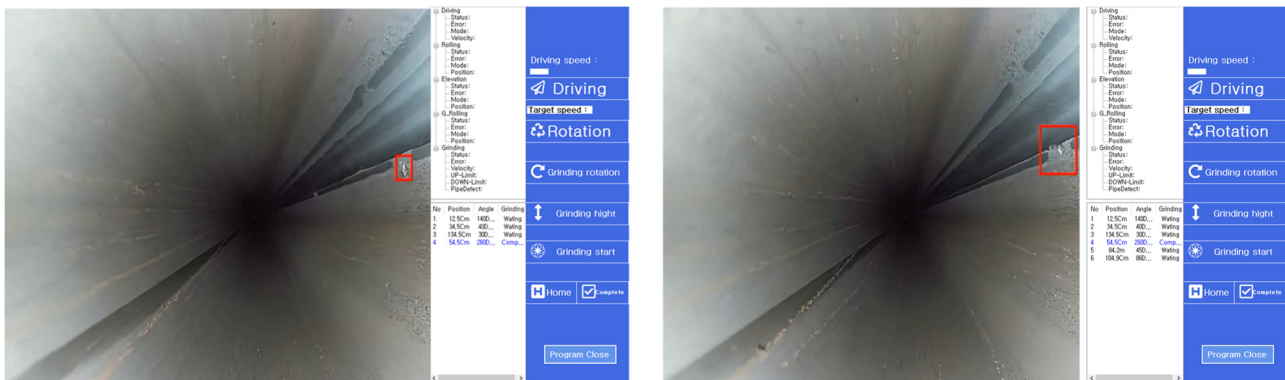 Driving
Status:
Error:
Mode:
Velocity:
Rolling
Status:
Error:
Mode:
Position:
Elevation
Status:
Error:
Mode:
Position:
G_Rolling
Status:
Error:
Mode:
Position:
Grinding
Status:
Error:
Velocity:
UP-Limit:
DOWN-Limit:
PipeDetect:
No Position Angle Grinding
1 12,5Cm 140D,,, Wating
2 34,5Cm 40D,,, Wating
3 134,5Cm 30D,,, Wating
4 54,5Cm 260D,,, Comp,,,
Driving speed :
Driving
Target speed :
Rotation
Grinding rotation
Grinding hight
Grinding start
H Home Complete
Program Close
Driving
Status:
Error:
Mode:
Velocity:
Rolling
Status:
Error:
Mode:
Position:
Elevation
Status:
Error:
Mode:
Position:
G_Rolling
Status:
Error:
Mode:
Position:
Grinding
Status:
Error:
Velocity:
UP-Limit:
DOWN-Limit:
PipeDetect:
No Position Angle Grinding
1 12,5Cm 140D,,, Wating
2 34,5Cm 40D,,, Wating
3 134,5Cm 30D,,, Wating
4 54,5Cm 260D,,, Comp,,,
5 84,2m 45D,,, Wating
6 104,9Cm 86D,,, Wating
Driving speed :
Driving
Target speed :
Rotation
Grinding rotation
Grinding hight
Grinding start
H Home Complete
Program Close